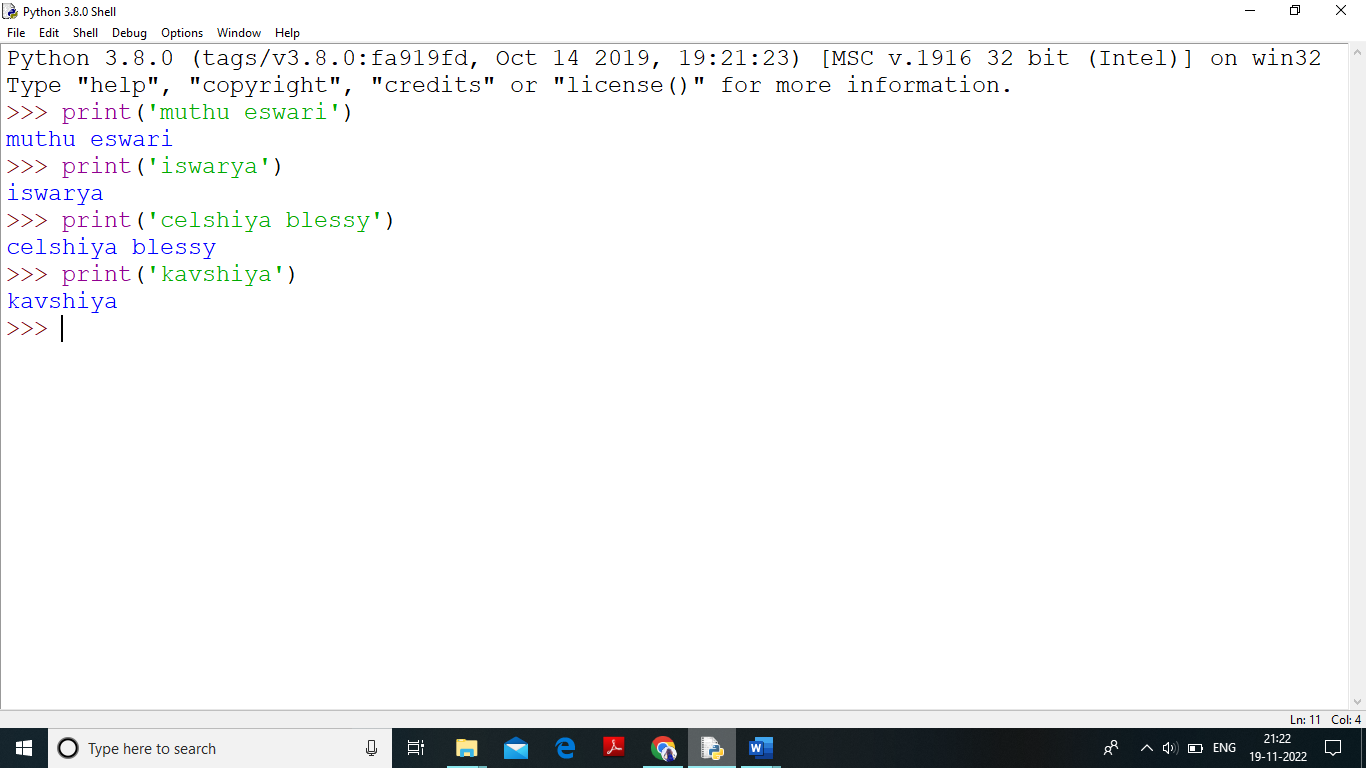 Python 3.8.0 Shell
File Edit Shell Debug Options Window Help
Python 3.8.0 (tags/v3.8.0:fa919fd, Oct 14 2019, 19:21:23) [MSC v.1916 32 bit (Intel)] on win32
Type "help", "copyright", "credits" or "license()" for more information.
>>> print('muthu eswari')
muthu eswari
>>> print('iswarya')
iswarya
>>> print('celshiya blessy')
celshiya blessy
>>> print('kavshiya')
kavshiya
>>>
Ln: 11 Col: 4
Type here to search
ENG
21:22
19-11-2022